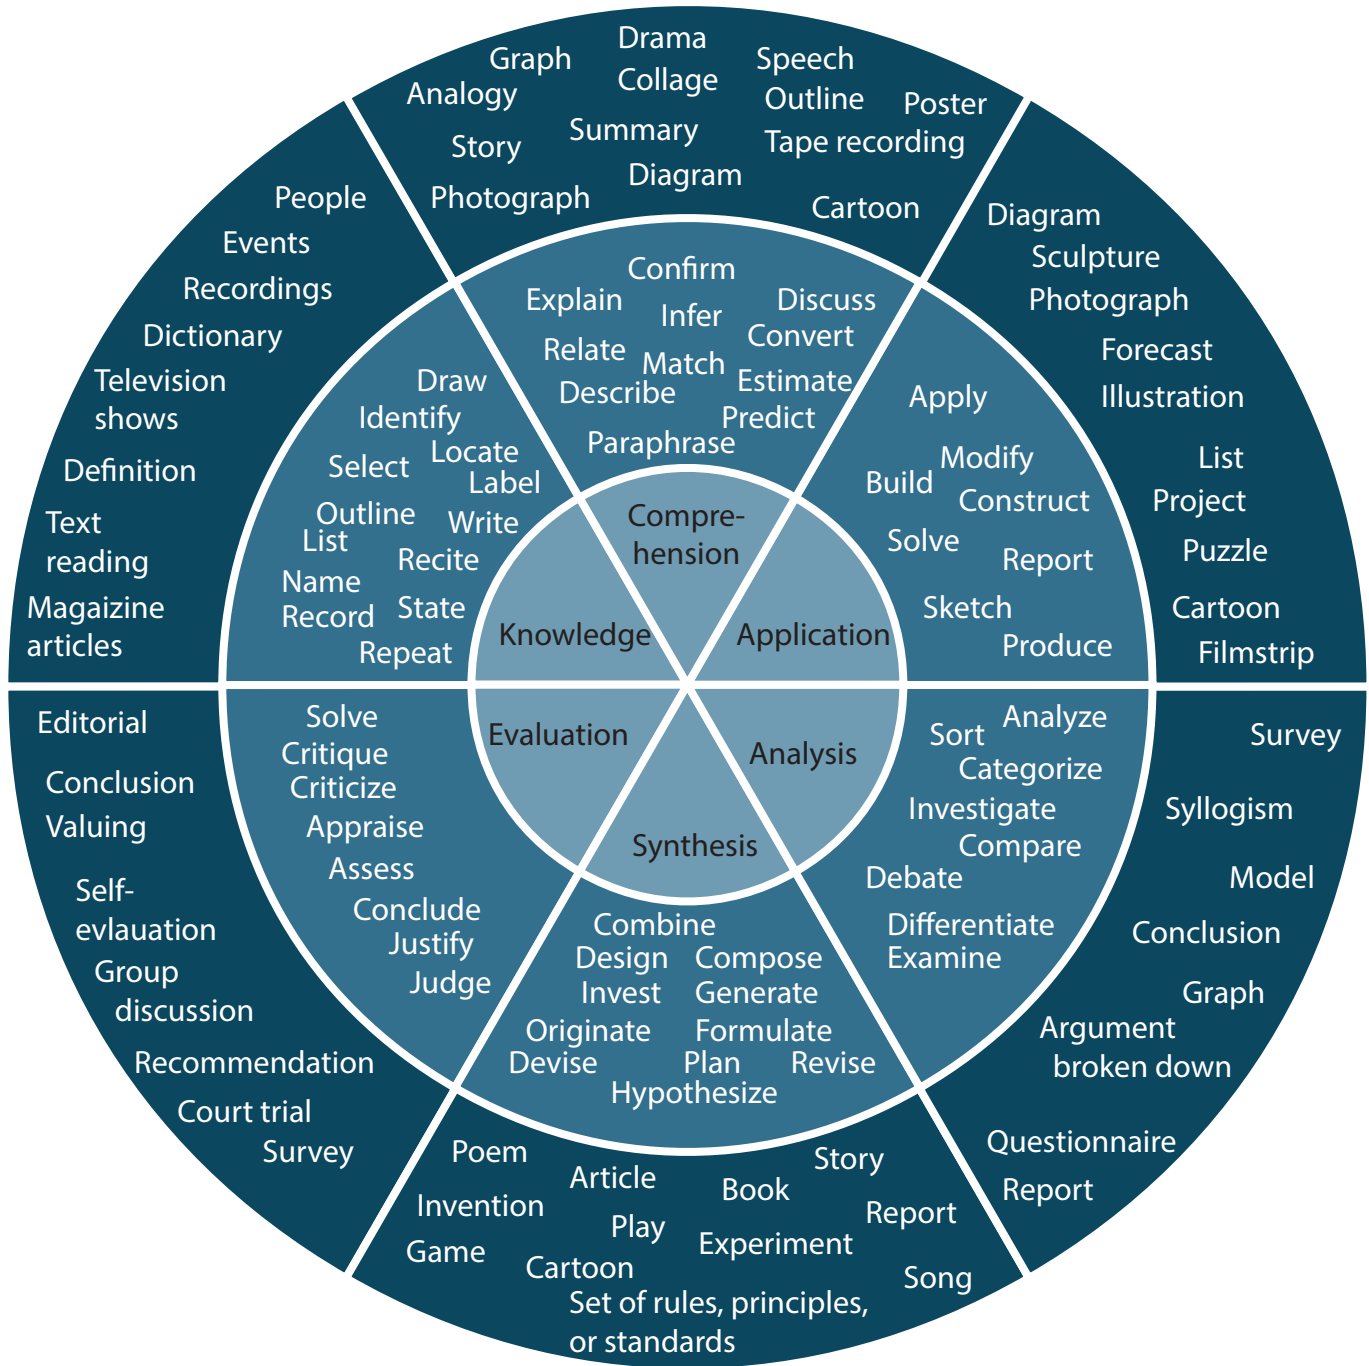 Drama
Graph
Speech
Collage
Analogy
Outline
Poster
Summary
Story
Tape recording
Diagram
Photograph
Cartoon
People
Events
Recordings
Dictionary
Television
shows
Definition
Text
reading
Magaizine
articles
Confirm
Explain
Discuss
Infer
Convert
Relate
Match
Estimate
Describe
Predict
Paraphrase
Diagram
Sculpture
Photograph
Forecast
Illustration
List
Project
Puzzle
Cartoon
Filmstrip
Draw
Identify
Locate
Select
Label
Outline
Write
List
Recite
Name
State
Record
Repeat
Apply
Modify
Build
Construct
Solve
Report
Sketch
Produce
Compre-
hension
Knowledge
Application
Evaluation
Analysis
Synthesis
Solve
Critique
Criticize
Appraise
Assess
Conclude
Justify
Judge
Analyze
Sort
Categorize
Investigate
Compare
Debate
Differentiate
Examine
Combine
Design
Compose
Invest
Generate
Originate
Formulate
Devise
Plan
Revise
Hypothesize
Editorial
Conclusion
Valuing
Self-
evlauation
Group
discussion
Recommendation
Court trial
Survey
Survey
Syllogism
Model
Conclusion
Graph
Argument
broken down
Questionnaire
Report
Poem
Story
Article
Book
Invention
Report
Play
Experiment
Game
Cartoon
Song
Set of rules, principles,
or standards